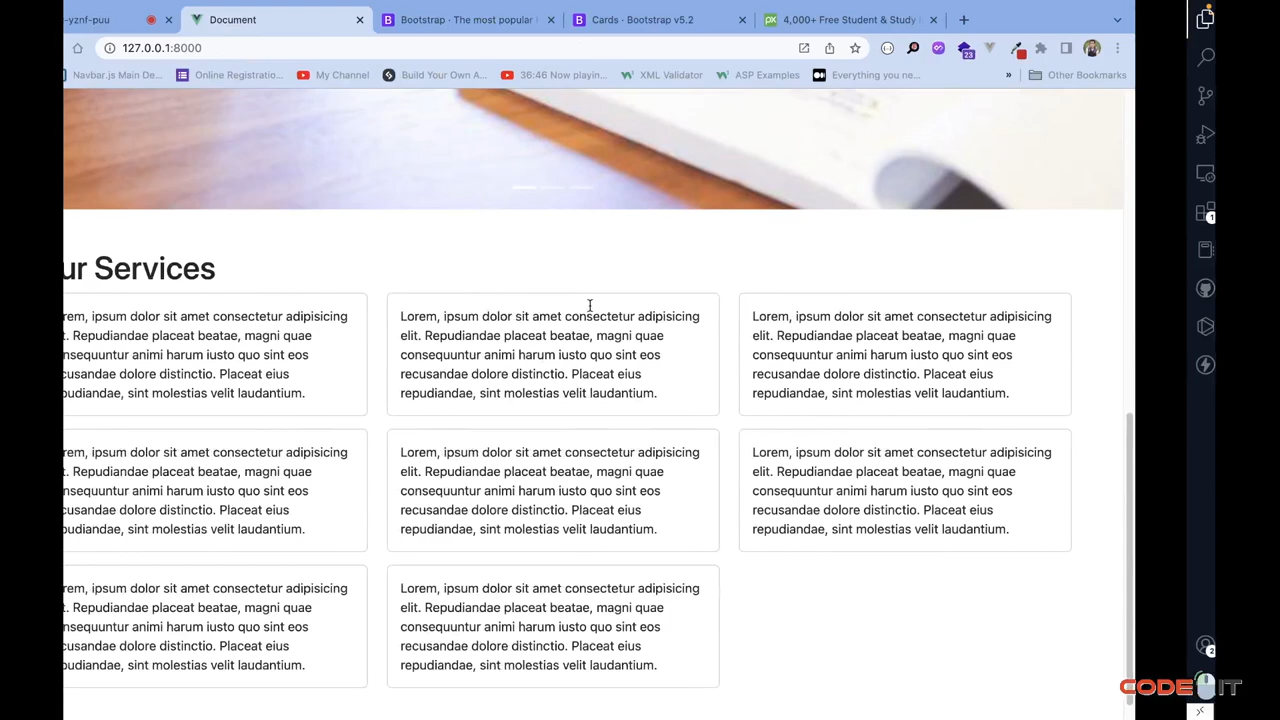 -yznf-puu
Document
Bootstrap · The most popular
Cards · Bootstrap v5.2
4,000+ Free Student & Study
127.0.0.1:8000
23
Navbar.js Main De...
Online Registratio...
My Channel
Build Your Own A...
36:46 Now playin...
XML Validator
ASP Examples
Everything you ne...
»
Other Bookmarks
ur Services
rem, ipsum dolor sit amet consectetur adipisicing
t. Repudiandae placeat beatae, magni quae
nsequuntur animi harum iusto quo sint eos
cusandae dolore distinctio. Placeat eius
pudiandae, sint molestias velit laudantium.
Lorem, ipsum dolor sit amet consectetur adipisicing
elit. Repudiandae placeat beatae, magni quae
consequuntur animi harum iusto quo sint eos
recusandae dolore distinctio. Placeat eius
repudiandae, sint molestias velit laudantium.
Lorem, ipsum dolor sit amet consectetur adipisicing
elit. Repudiandae placeat beatae, magni quae
consequuntur animi harum iusto quo sint eos
recusandae dolore distinctio. Placeat eius
repudiandae, sint molestias velit laudantium.
rem, ipsum dolor sit amet consectetur adipisicing
t. Repudiandae placeat beatae, magni quae
nsequuntur animi harum iusto quo sint eos
cusandae dolore distinctio. Placeat eius
pudiandae, sint molestias velit laudantium.
Lorem, ipsum dolor sit amet consectetur adipisicing
elit. Repudiandae placeat beatae, magni quae
consequuntur animi harum iusto quo sint eos
recusandae dolore distinctio. Placeat eius
repudiandae, sint molestias velit laudantium.
Lorem, ipsum dolor sit amet consectetur adipisicing
elit. Repudiandae placeat beatae, magni quae
consequuntur animi harum iusto quo sint eos
recusandae dolore distinctio. Placeat eius
repudiandae, sint molestias velit laudantium.
rem, ipsum dolor sit amet consectetur adipisicing
t. Repudiandae placeat beatae, magni quae
nsequuntur animi harum iusto quo sint eos
cusandae dolore distinctio. Placeat eius
pudiandae, sint molestias velit laudantium.
Lorem, ipsum dolor sit amet consectetur adipisicing
elit. Repudiandae placeat beatae, magni quae
consequuntur animi harum iusto quo sint eos
recusandae dolore distinctio. Placeat eius
repudiandae, sint molestias velit laudantium.
1
2
CODE IT